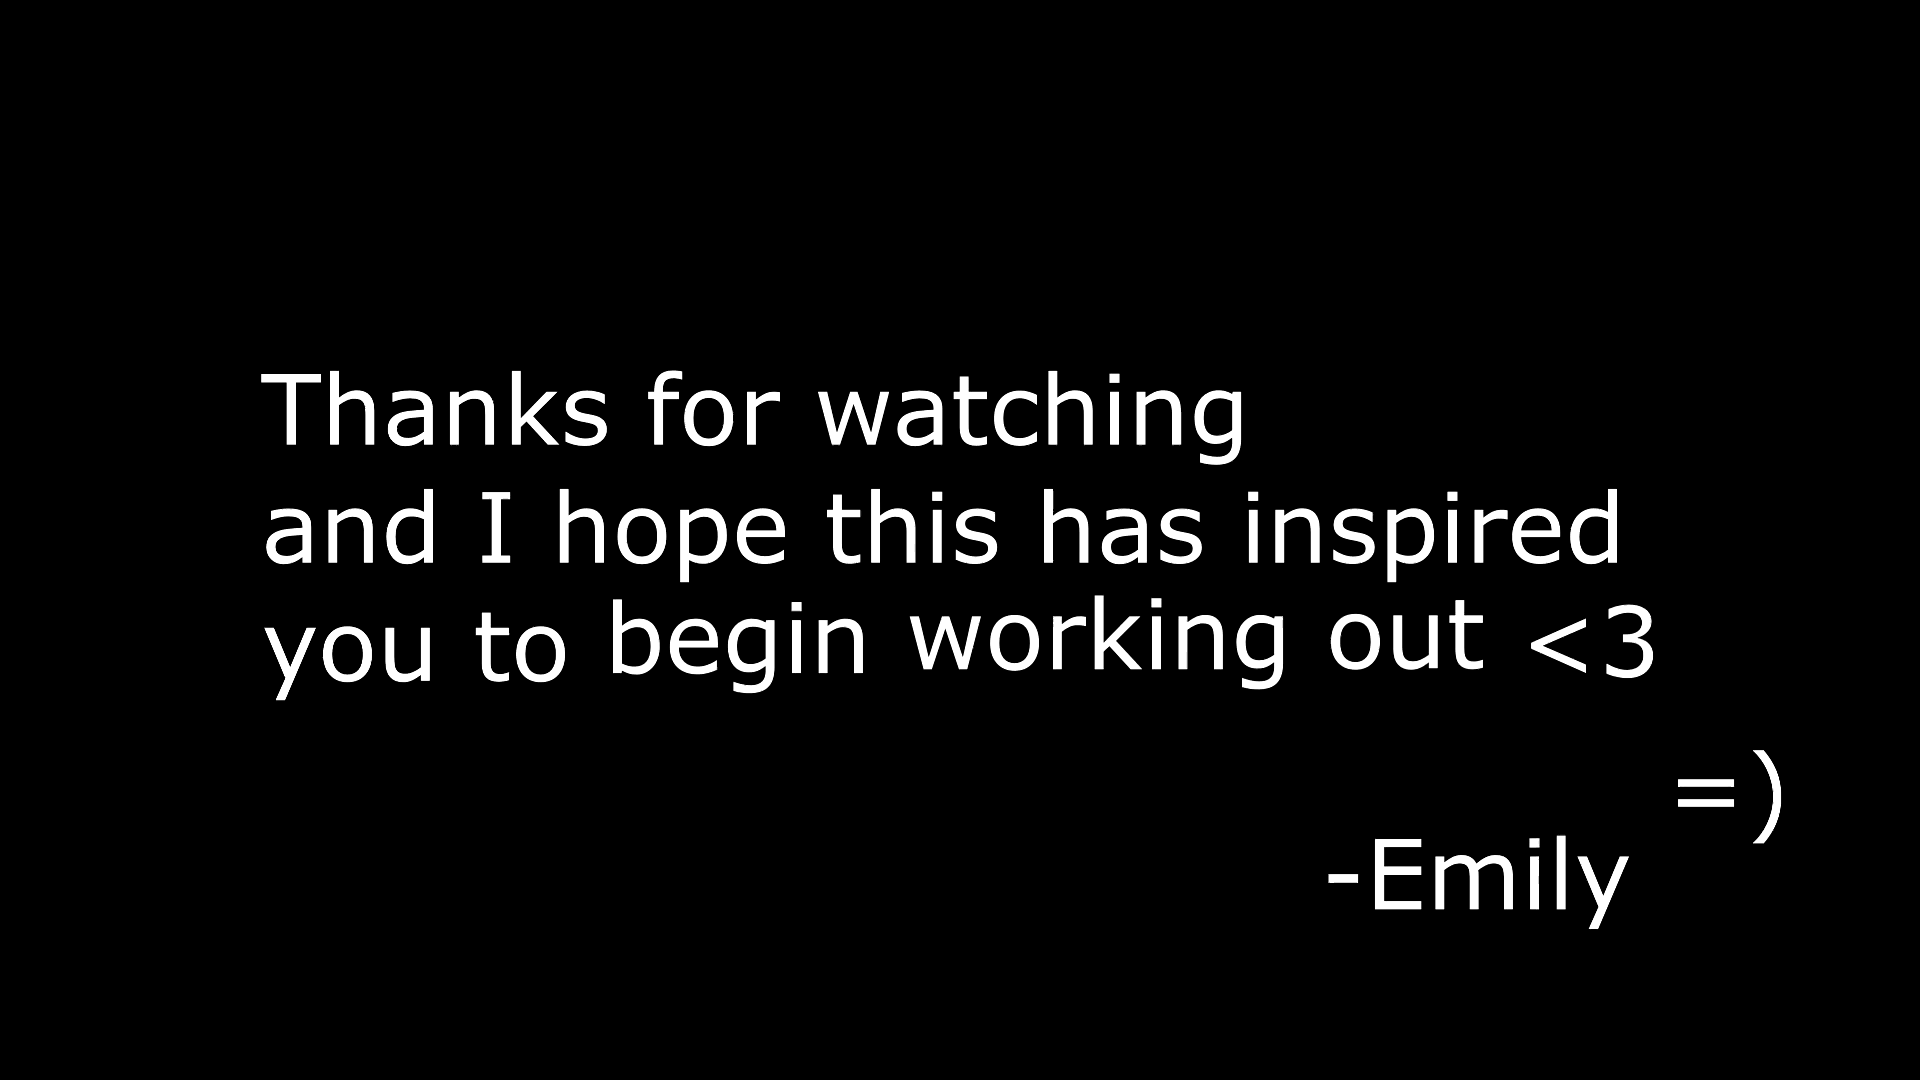 Thanks for watching
and I hope this has inspired
you to begin working out <3
=)
-Emily